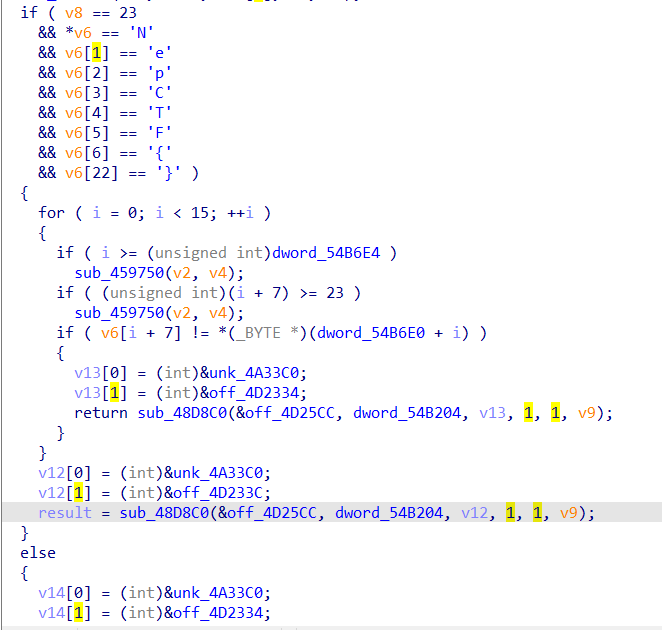 if ( v8 == 23
&& *v6 == 'N'
&& v6[1] == 'e'
&& v6[2] == 'p'
&& v6[3] == 'C'
&& v6[4] == 'T'
&& v6[5] == 'F'
&& v6[6] == '{'
&& v6[22] == '}' )
{
for ( i = 0; i < 15; ++i )
{
if ( i >= (unsigned int)dword_54B6E4 )
sub_459750(v2, v4);
if ( (unsigned int)(i + 7) >= 23 )
sub_459750(v2, v4);
if ( v6[i + 7] != *(_BYTE *)(dword_54B6E0 + i) )
{
v13[0] = (int)&unk_4A33C0;
v13[1] = (int)&off_4D2334;
return sub_48D8C0(&off_4D25CC, dword_54B204, v13, 1, 1, v9);
}
}
v12[0] = (int)&unk_4A33C0;
v12[1] = (int)&off_4D233C;
result = sub_48D8C0(&off_4D25CC, dword_54B204, v12, 1, 1, v9);
}
else
{
v14[0] = (int)&unk_4A33C0;
v14[1] = (int)&off_4D2334;